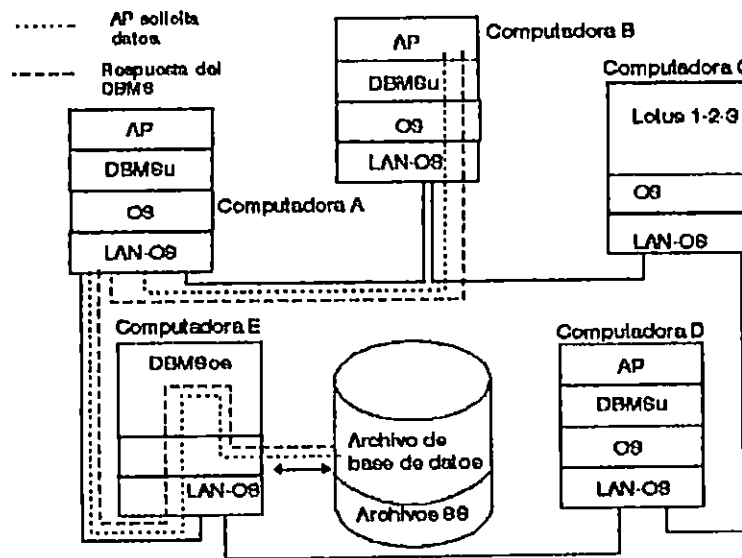 AP solicita
datos
Respuesta del
DBMS
AP
DBMSu
OS
LAN-OS
Computadora A
AP
DBMSu
OS
LAN-OS
Computadora B
Computadora C
Lotus 1-2-3
OS
LAN-OS
Computadora E
DBMSoe
LAN-OS
Archivo de
base de datos
Archivos SS
Computadora D
AP
DBMSu
OS
LAN-OS